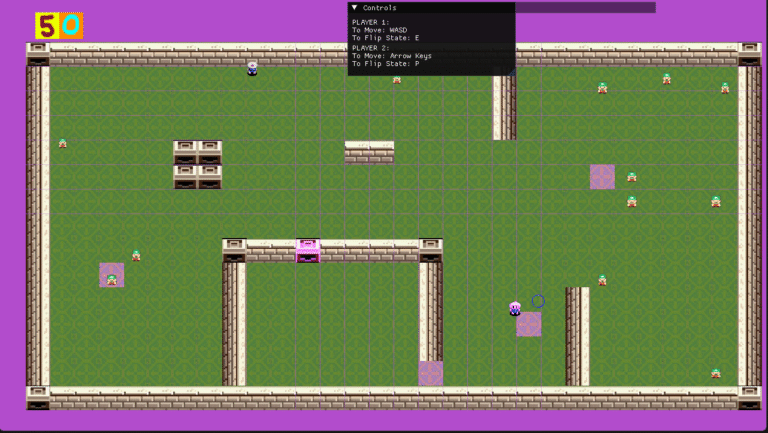 50
Controls
PLAYER 1:
To Move: WASD
To Flip State: E
PLAYER 2:
To Move: Arrow Keys
To Flip State: P